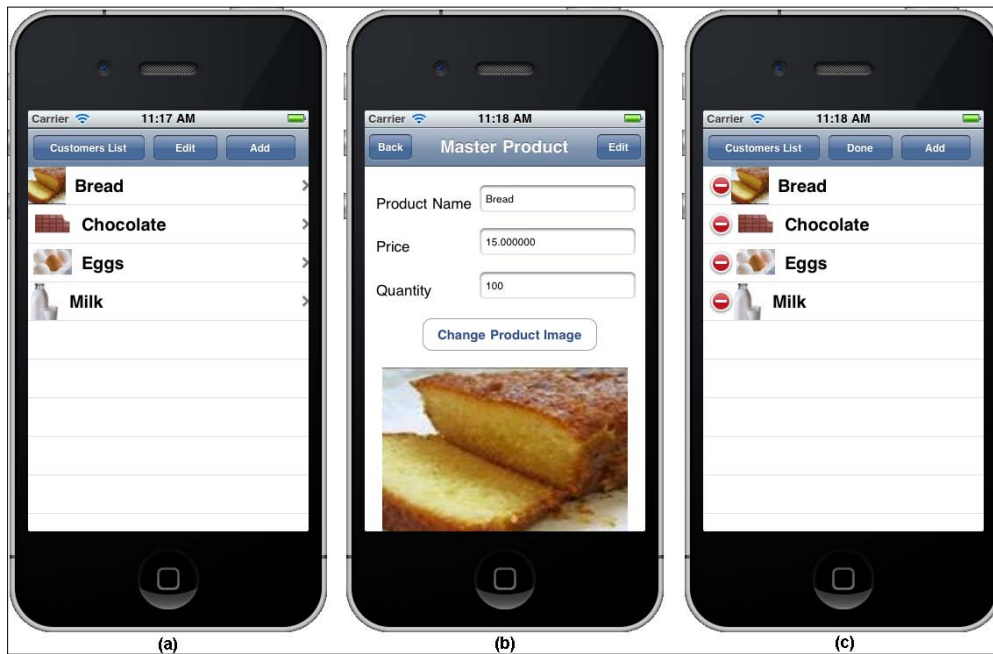 Carrier 11:17 AM
Customers List Edit Add
Bread
Chocolate
Eggs
Milk
(a)
Carrier 11:18 AM
Back Master Product Edit
Product Name Bread
Price 15.000000
Quantity 100
Change Product Image
(b)
Carrier 11:18 AM
Customers List Done Add
Bread
Chocolate
Eggs
Milk
(c)